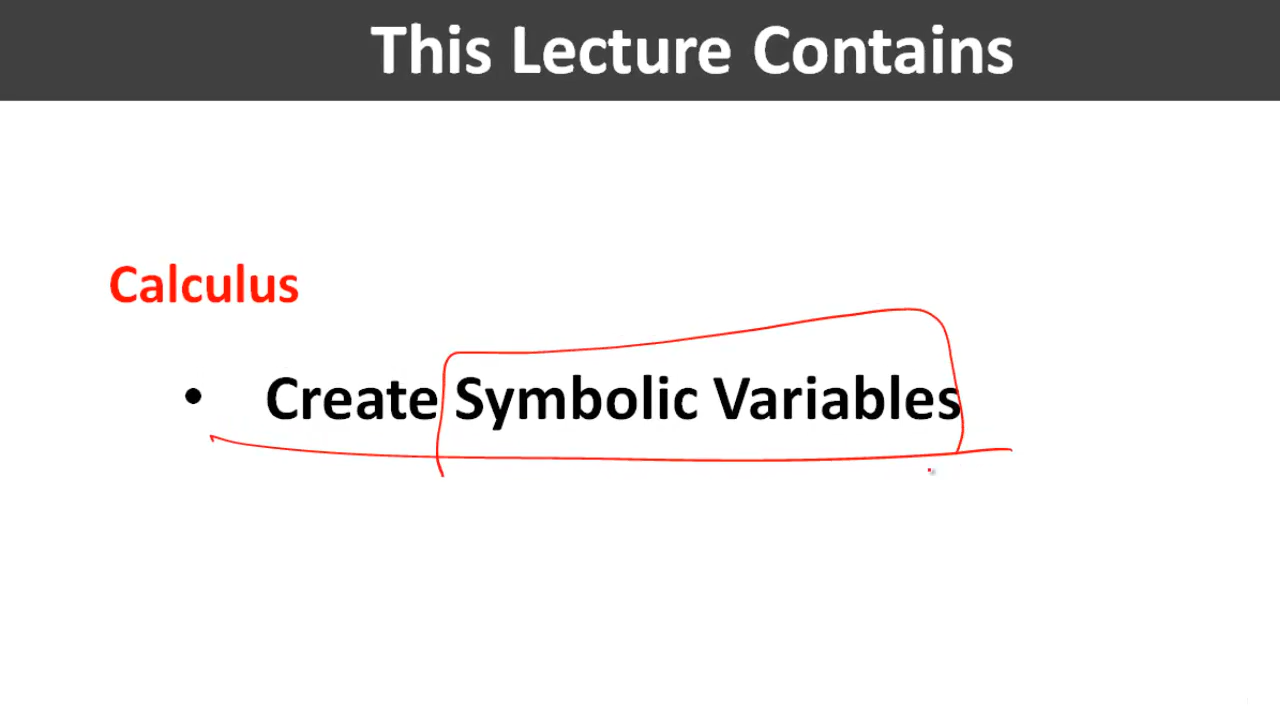 This Lecture Contains
Calculus
• Create Symbolic Variables